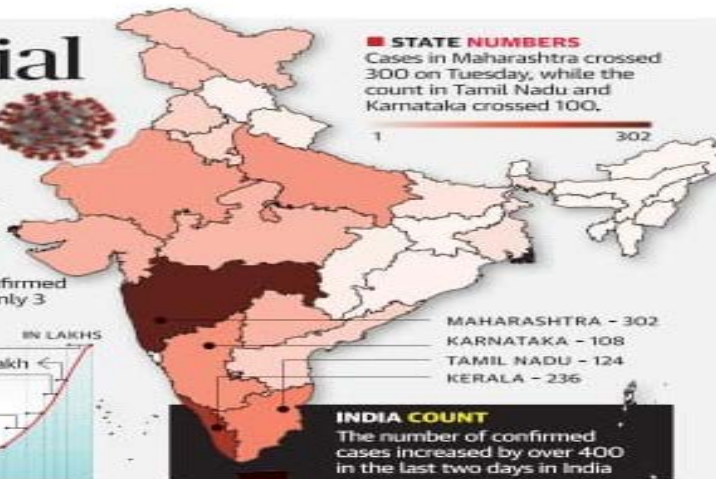 ial
STATE NUMBERS
Cases in Maharashtra crossed
300 on Tuesday, while the
count in Tamil Nadu and
Karnataka crossed 100.
1 302
firmed
nly 3
IN LAKHS
akh
MAHARASHTRA – 302
KARNATAKA – 108
TAMIL NADU – 124
KERALA – 236
INDIA COUNT
The number of confirmed
cases increased by over 400
in the last two days in India